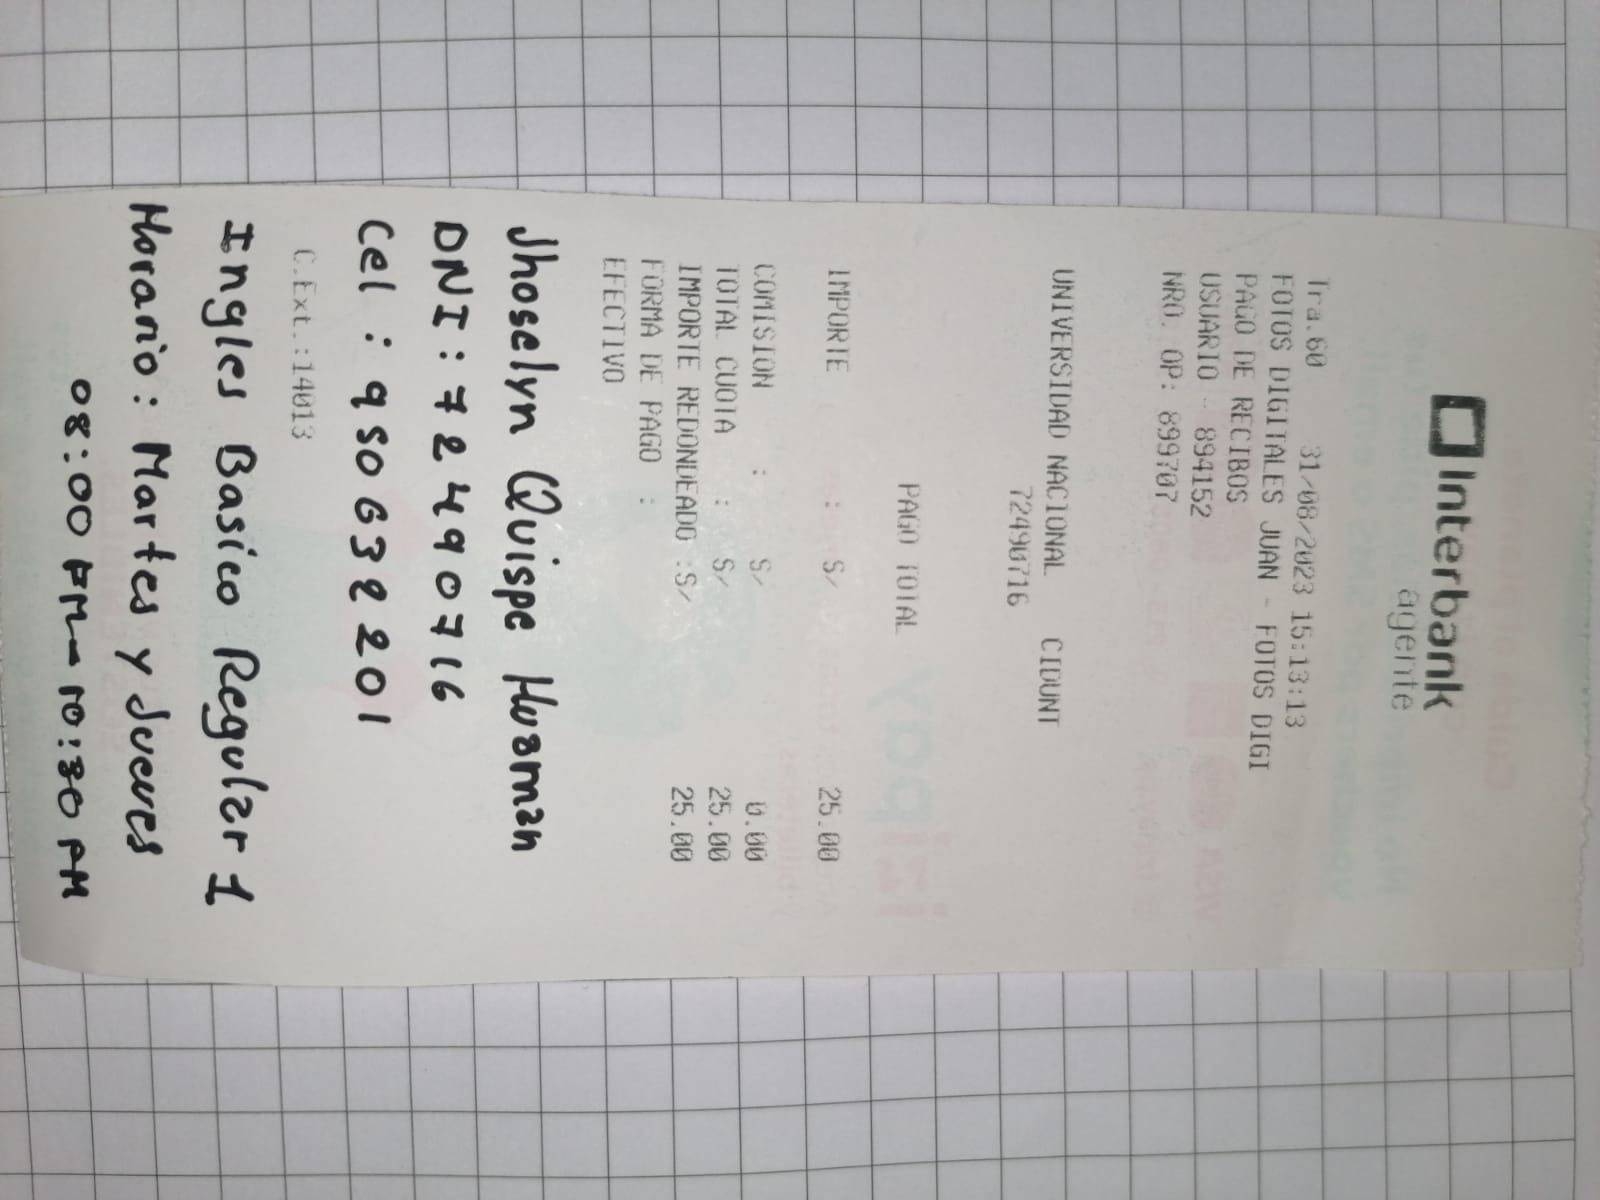 Interbank
agente
Tra.60 31/08/2023 15:13:13
FOTOS DIGITALES JUAN - FOTOS DIGI
PAGO DE RECIBOS
USUARIO - 894152
NRO. OP: 899707
UNIVERSIDAD NACIONAL CIDUNT
72490716
PAGO TOTAL
IMPORTE : S/ 25.00
COMISION : S/ 0.00
TOTAL CUOTA : S/ 25.00
IMPORTE REDONDEADO :S/ 25.00
FORMA DE PAGO :
EFECTIVO
Jhoselyn Quispe Huaman
DNI: 72490716
Cel : 950632201
C.Ext.:14013
Ingles Basico Regular 1
Horario: Martes y Jueves
08:00 PM — 10:30 PM